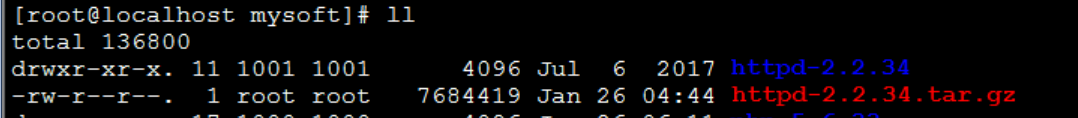 [root@localhost mysoft]# ll
total 136800
drwxr-xr-x. 11 1001 1001 4096 Jul 6 2017 httpd-2.2.34
-rw-r--r--. 1 root root 7684419 Jan 26 04:44 httpd-2.2.34.tar.gz